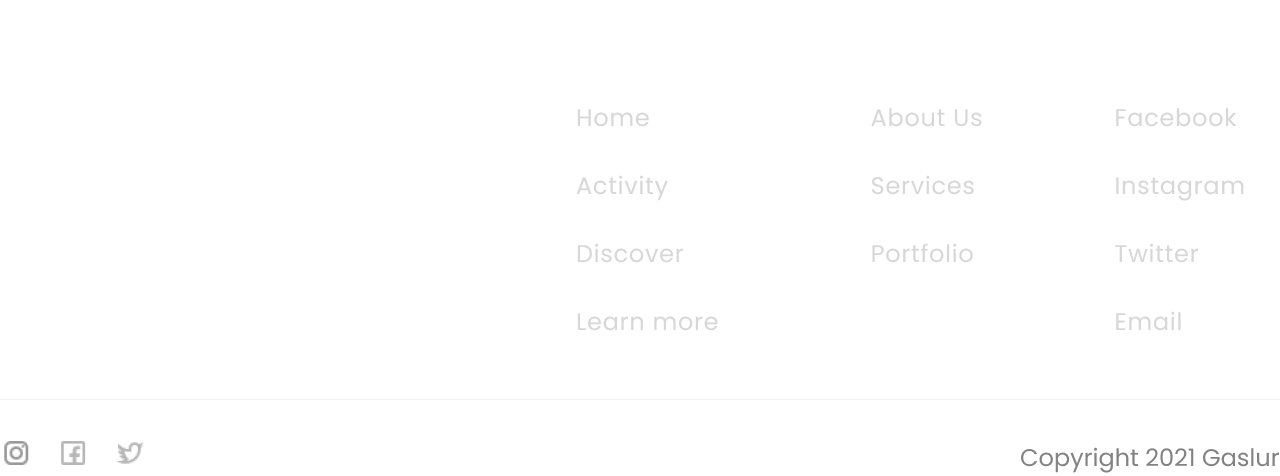 Home
Activity
Discover
Learn more
About Us
Services
Portfolio
Facebook
Instagram
Twitter
Email
Copyright 2021 Gaslur